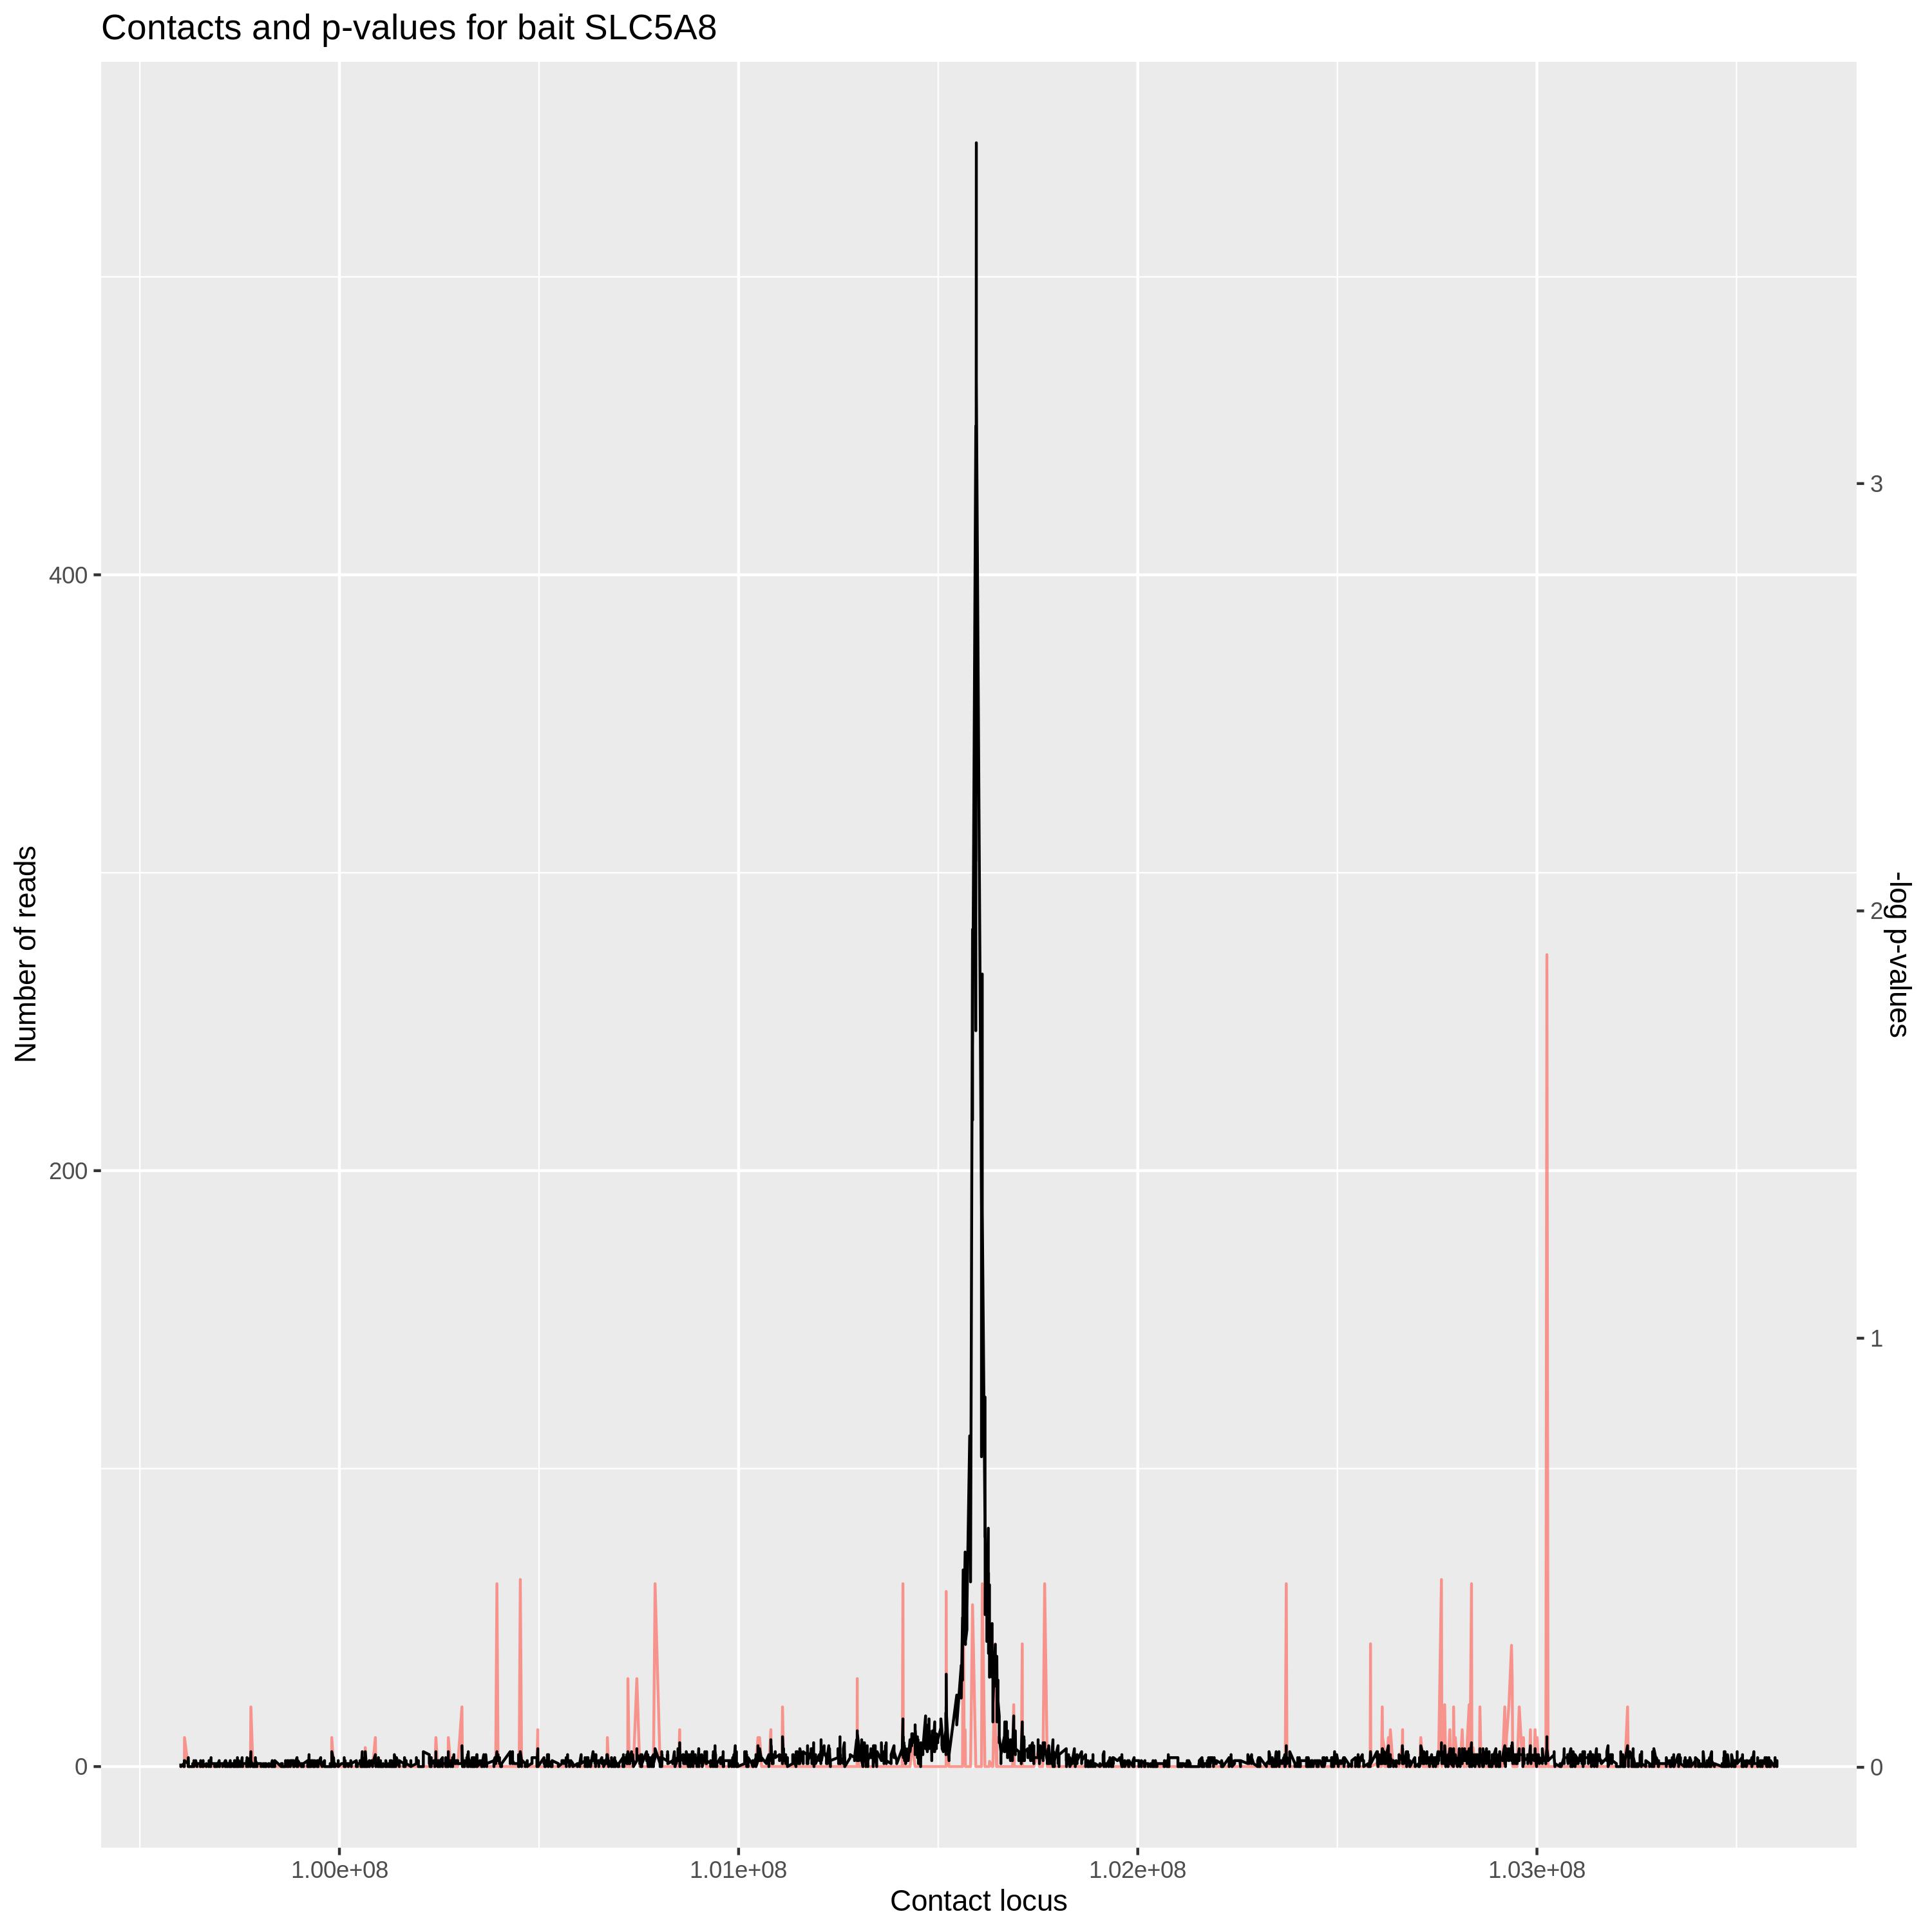 Contacts and p-values for bait SLC5A8
Number of reads
400
200
0
3
2
1
0
-log p-values
1.00e+08
1.01e+08
1.02e+08
1.03e+08
Contact locus